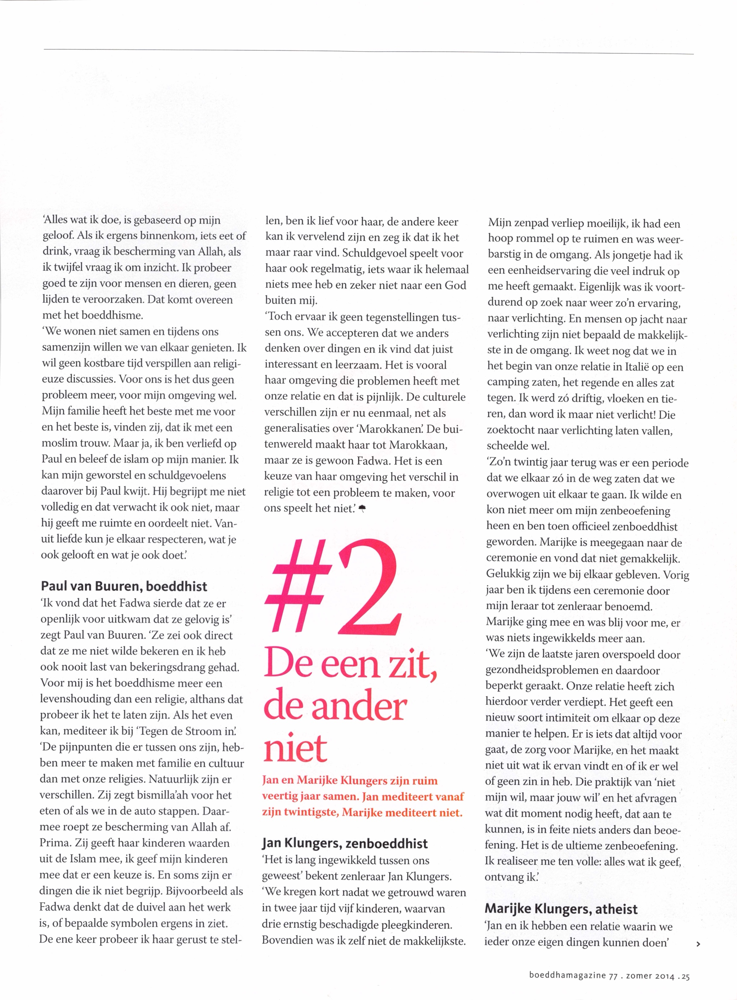 ‘Alles wat ik doe, is gebaseerd op mijn
geloof. Als ik ergens binnenkom, iets eet of
drink, vraag ik bescherming van Allah, als
ik twijfel vraag ik om inzicht. Ik probeer
goed te zijn voor mensen en dieren, geen
lijden te veroorzaken. Dat komt overeen
met het boeddhisme.
‘We wonen niet samen en tijdens ons
samenzijn willen we van elkaar genieten. Ik
wil geen kostbare tijd verspillen aan religi-
euze discussies. Voor ons is het dus geen
probleem meer, voor mijn omgeving wel.
Mijn familie heeft het beste met me voor
en het beste is, vinden zij, dat ik met een
moslim trouw. Maar ja, ik ben verliefd op
Paul en beleef de islam op mijn manier. Ik
kan mijn geworstel en schuldgevoelens
daarover bij Paul kwijt. Hij begrijpt me niet
volledig en dat verwacht ik ook niet, maar
hij geeft me ruimte en oordeelt niet. Van-
uit liefde kun je elkaar respecteren, wat je
ook gelooft en wat je ook doet.’
Paul van Buuren, boeddhist
‘Ik vond dat het Fadwa sierde dat ze er
openlijk voor uitkwam dat ze gelovig is’
zegt Paul van Buuren. ‘Ze zei ook direct
dat ze me niet wilde bekeren en ik heb
ook nooit last van bekeringsdrang gehad.
Voor mij is het boeddhisme meer een
levenshouding dan een religie, althans dat
probeer ik het te laten zijn. Als het even
kan, mediteer ik bij ‘Tegen de Stroom in’.
‘De pijnpunten die er tussen ons zijn, heb-
ben meer te maken met familie en cultuur
dan met onze religies. Natuurlijk zijn er
verschillen. Zij zegt bismilla’ah voor het
eten of als we in de auto stappen. Daar-
mee roept ze bescherming van Allah af.
Prima. Zij geeft haar kinderen waarden
uit de Islam mee, ik geef mijn kinderen
mee dat er een keuze is. En soms zijn er
dingen die ik niet begrijp. Bijvoorbeeld als
Fadwa denkt dat de duivel aan het werk
is, of bepaalde symbolen ergens in ziet.
De ene keer probeer ik haar gerust te stel-
len, ben ik lief voor haar, de andere keer
kan ik vervelend zijn en zeg ik dat ik het
maar raar vind. Schuldgevoel speelt voor
haar ook regelmatig, iets waar ik helemaal
niets mee heb en zeker niet naar een God
buiten mij.
‘Toch ervaar ik geen tegenstellingen tus-
sen ons. We accepteren dat we anders
denken over dingen en ik vind dat juist
interessant en leerzaam. Het is vooral
haar omgeving die problemen heeft met
onze relatie en dat is pijnlijk. De culturele
verschillen zijn er nu eenmaal, net als
generalisaties over ‘Marokkanen’. De bui-
tenwereld maakt haar tot Marokkaan,
maar ze is gewoon Fadwa. Het is een
keuze van haar omgeving het verschil in
religie tot een probleem te maken, voor
ons speelt het niet.’
#2
De een zit,
de ander
niet
Jan en Marijke Klungers zijn ruim
veertig jaar samen. Jan mediteert vanaf
zijn twintigste, Marijke mediteert niet.
Jan Klungers, zenboeddhist
‘Het is lang ingewikkeld tussen ons
geweest’ bekent zenleraar Jan Klungers.
‘We kregen kort nadat we getrouwd waren
in twee jaar tijd vijf kinderen, waarvan
drie ernstig beschadigde pleegkinderen.
Bovendien was ik zelf niet de makkelijkste.
Mijn zenpad verliep moeilijk, ik had een
hoop rommel op te ruimen en was weer-
barstig in de omgang. Als jongetje had ik
een eenheidservaring die veel indruk op
me heeft gemaakt. Eigenlijk was ik voort-
durend op zoek naar weer zo’n ervaring,
naar verlichting. En mensen op jacht naar
verlichting zijn niet bepaald de makkelijk-
ste in de omgang. Ik weet nog dat we in
het begin van onze relatie in Italië op een
camping zaten, het regende en alles zat
tegen. Ik werd zó driftig, vloeken en tie-
ren, dan word ik maar niet verlicht! Die
zoektocht naar verlichting laten vallen,
scheelde wel.
‘Zo’n twintig jaar terug was er een periode
dat we elkaar zó in de weg zaten dat we
overwogen uit elkaar te gaan. Ik wilde en
kon niet meer om mijn zenbeoefening
heen en ben toen officieel zenboeddhist
geworden. Marijke is meegegaan naar de
ceremonie en vond dat niet gemakkelijk.
Gelukkig zijn we bij elkaar gebleven. Vorig
jaar ben ik tijdens een ceremonie door
mijn leraar tot zenleraar benoemd.
Marijke ging mee en was blij voor me, er
was niets ingewikkelds meer aan.
‘We zijn de laatste jaren overspoeld door
gezondheidsproblemen en daardoor
beperkt geraakt. Onze relatie heeft zich
hierdoor verder verdiept. Het geeft een
nieuw soort intimiteit om elkaar op deze
manier te helpen. Er is iets dat altijd voor
gaat, de zorg voor Marijke, en het maakt
niet uit wat ik ervan vindt en of ik er wel
of geen zin in heb. Die praktijk van ‘niet
mijn wil, maar jouw wil’ en het afvragen
wat dit moment nodig heeft, dat aan te
kunnen, is in feite niets anders dan beoe-
fening. Het is de ultieme zenbeoefening.
Ik realiseer me ten volle: alles wat ik geef,
ontvang ik.’
Marijke Klungers, atheist
‘Jan en ik hebben een relatie waarin we
ieder onze eigen dingen kunnen doen’ >
boeddhamagazine 77 . zomer 2014 . 25